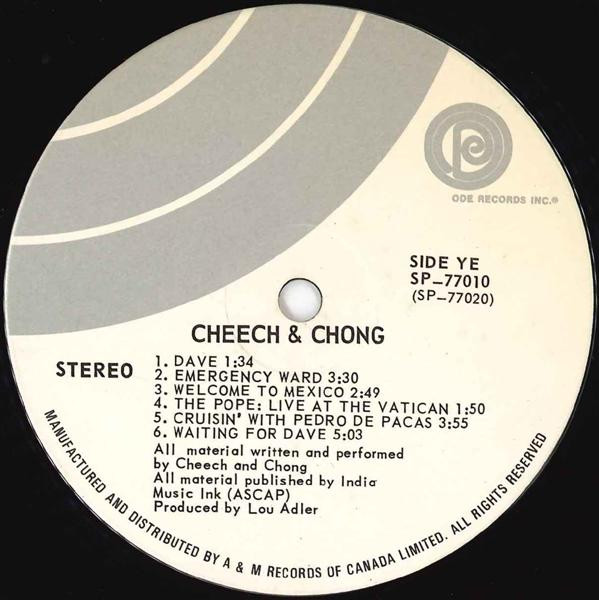 ODE RECORDS INC.®
SIDE YE
SP-77010
(SP-77020)
CHEECH & CHONG
STEREO
1. DAVE 1:34
2. EMERGENCY WARD 3:30
3. WELCOME TO MEXICO 2:49
4. THE POPE: LIVE AT THE VATICAN 1:50
5. CRUISIN' WITH PEDRO DE PACAS 3:55
6. WAITING FOR DAVE 5:03
All material written and performed
by Cheech and Chong
All material published by India
Music Ink (ASCAP)
Produced by Lou Adler
MANUFACTURED AND DISTRIBUTED BY A & M RECORDS OF CANADA LIMITED. ALL RIGHTS RESERVED